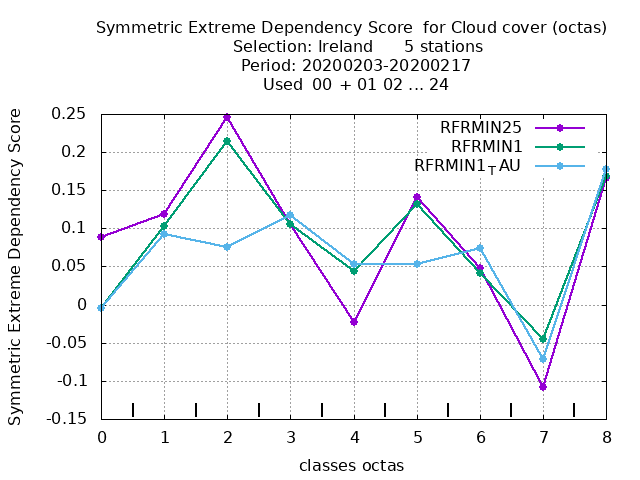 Symmetric Extreme Dependency Score for Cloud cover (octas)
Selection: Ireland 5 stations
Period: 20200203-20200217
Used 00 + 01 02 ... 24
RFRMIN25
RFRMIN1
RFRMIN1TAU
Symmetric Extreme Dependency Score
0.25
0.2
0.15
0.1
0.05
0
-0.05
-0.1
-0.15
0 1 2 3 4 5 6 7 8
classes octas